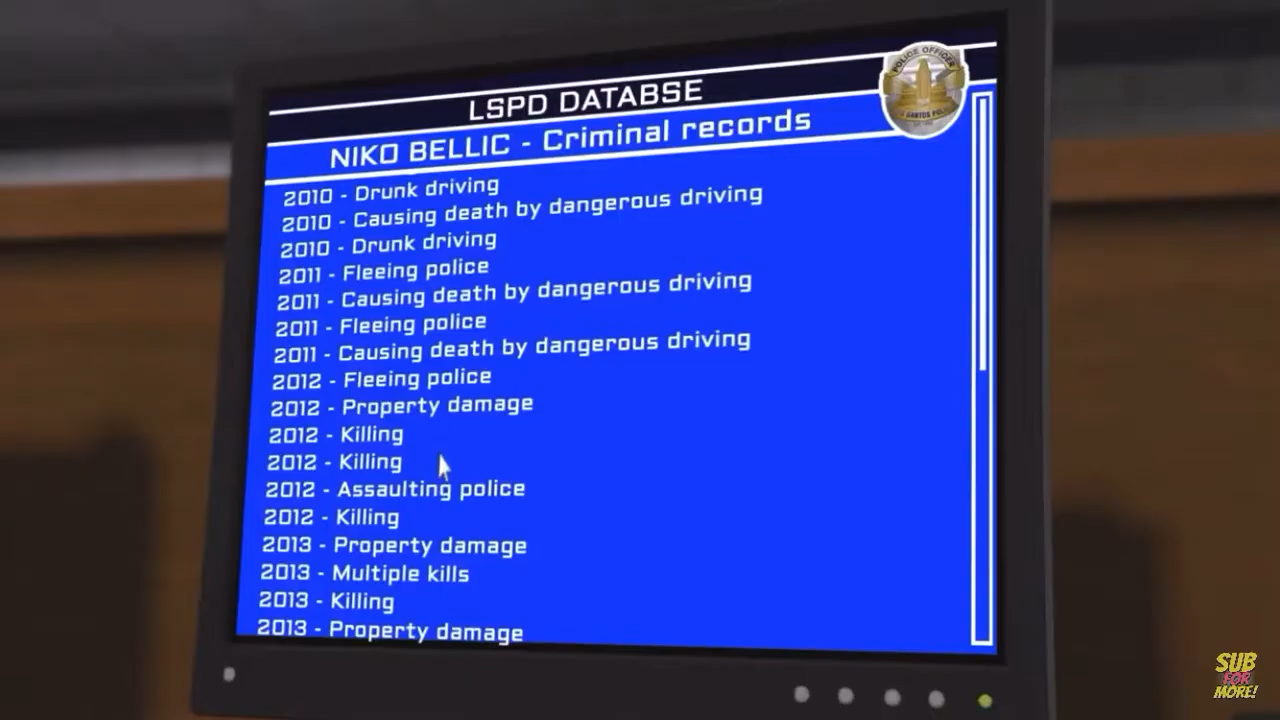 LSPD DATABSE
POLICE OFFICER
NIKO BELLIC - Criminal records
2010 - Drunk driving
2010 - Causing death by dangerous driving
2010 - Drunk driving
2011 - Fleeing police
2011 - Causing death by dangerous driving
2011 - Fleeing police
2011 - Causing death by dangerous driving
2012 - Fleeing police
2012 - Property damage
2012 - Killing
2012 - Killing
2012 - Assaulting police
2012 - Killing
2013 - Property damage
2013 - Multiple kills
2013 - Killing
2013 - Property damage
SUB
FOR
MORE!